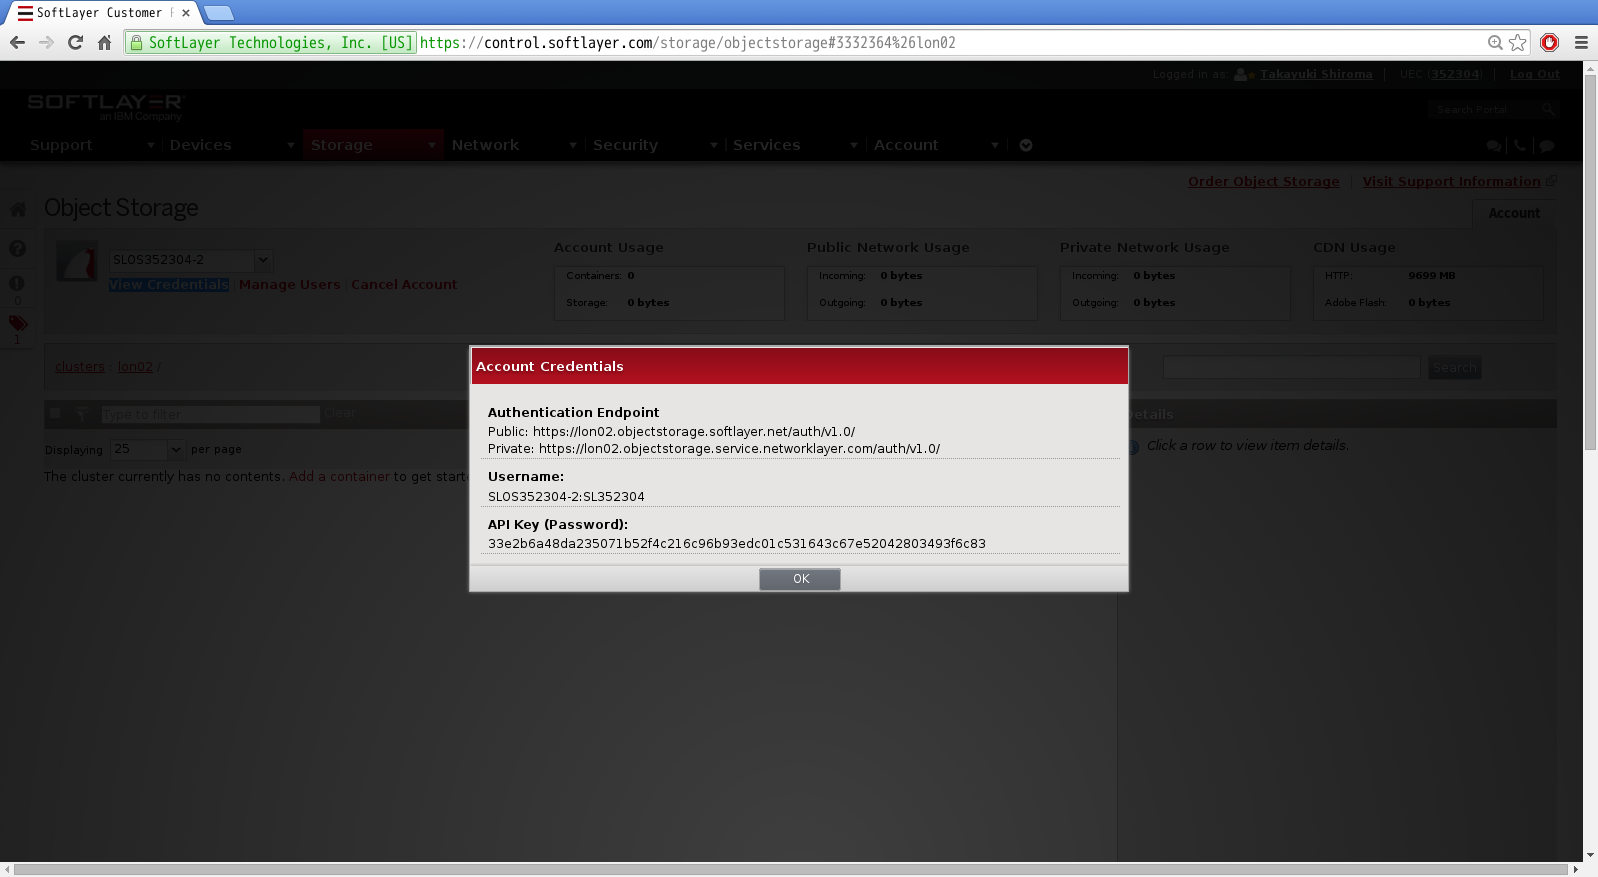 SoftLayer Customer
SoftLayer Technologies, Inc. [US] https://control.softlayer.com/storage/objectstorage#3332364%26lon02
Logged in as: Takayuki Shiroma | UEC (352304) | Log Out
SOFTLAYER
an IBM Company
Search Portal
Support Devices Storage Network Security Services Account
Order Object Storage | Visit Support Information
Object Storage
Account
SLOS352304-2
View Credentials | Manage Users | Cancel Account
Account Usage
Containers: 0
Storage: 0 bytes
Public Network Usage
Incoming: 0 bytes
Outgoing: 0 bytes
Private Network Usage
Incoming: 0 bytes
Outgoing: 0 bytes
CDN Usage
HTTP: 9699 MB
Adobe Flash: 0 bytes
0
1
clusters : lon02 /
Search
Type to filter Clear
Displaying 25 per page
The cluster currently has no contents. Add a container to get starte
Details
Click a row to view item details.
Account Credentials
Authentication Endpoint
Public: https://lon02.objectstorage.softlayer.net/auth/v1.0/
Private: https://lon02.objectstorage.service.networklayer.com/auth/v1.0/
Username:
SLOS352304-2:SL352304
API Key (Password):
33e2b6a48da235071b52f4c216c96b93edc01c531643c67e52042803493f6c83
OK